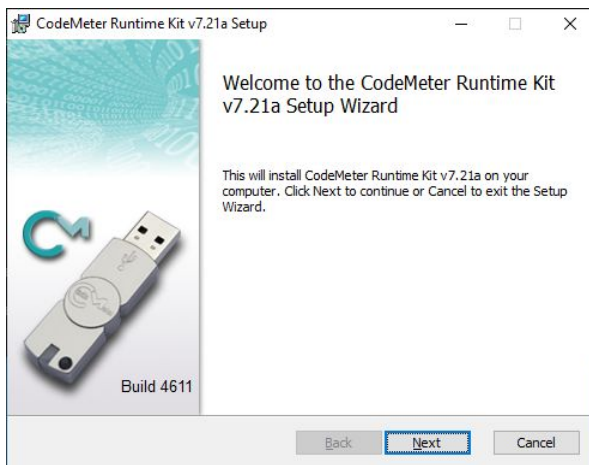 CodeMeter Runtime Kit v7.21a Setup
Welcome to the CodeMeter Runtime Kit
v7.21a Setup Wizard
This will install CodeMeter Runtime Kit v7.21a on your
computer. Click Next to continue or Cancel to exit the Setup
Wizard.
CM
Build 4611
Back Next Cancel